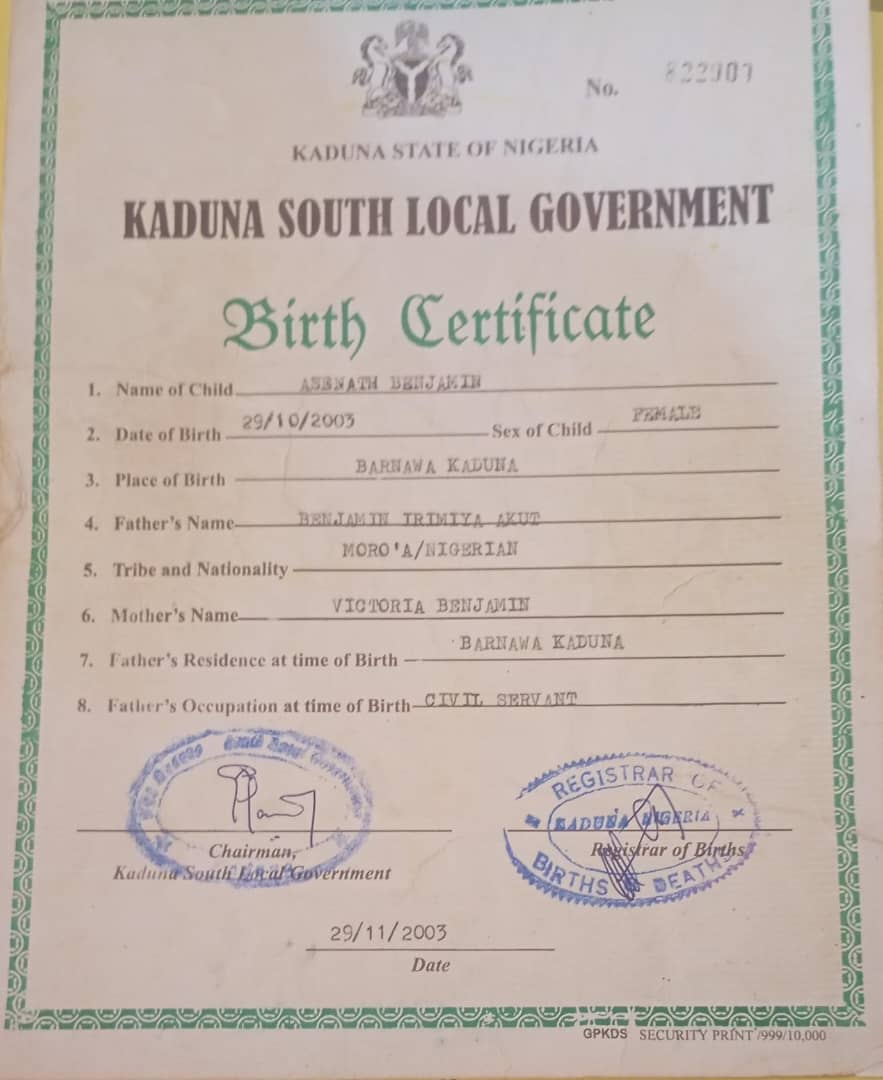 No. 822907
KADUNA STATE OF NIGERIA
KADUNA SOUTH LOCAL GOVERNMENT
Birth Certificate
1. Name of Child ASENATH BENJAMIN
2. Date of Birth 29/10/2003 Sex of Child FEMALE
3. Place of Birth BARNAWA KADUNA
4. Father's Name BENJAMIN IRIMIYA AKUT
5. Tribe and Nationality MORO'A/NIGERIAN
6. Mother's Name VICTORIA BENJAMIN
7. Father's Residence at time of Birth BARNAWA KADUNA
8. Father's Occupation at time of Birth CIVIL SERVANT
South Local Government
REGISTRAR OF
KADUNA NIGERIA
BIRTHS DEATHS
Chairman,
Kaduna South Local Government
Registrar of Births
29/11/2003
Date
GPKDS SECURITY PRINT /999/10,000